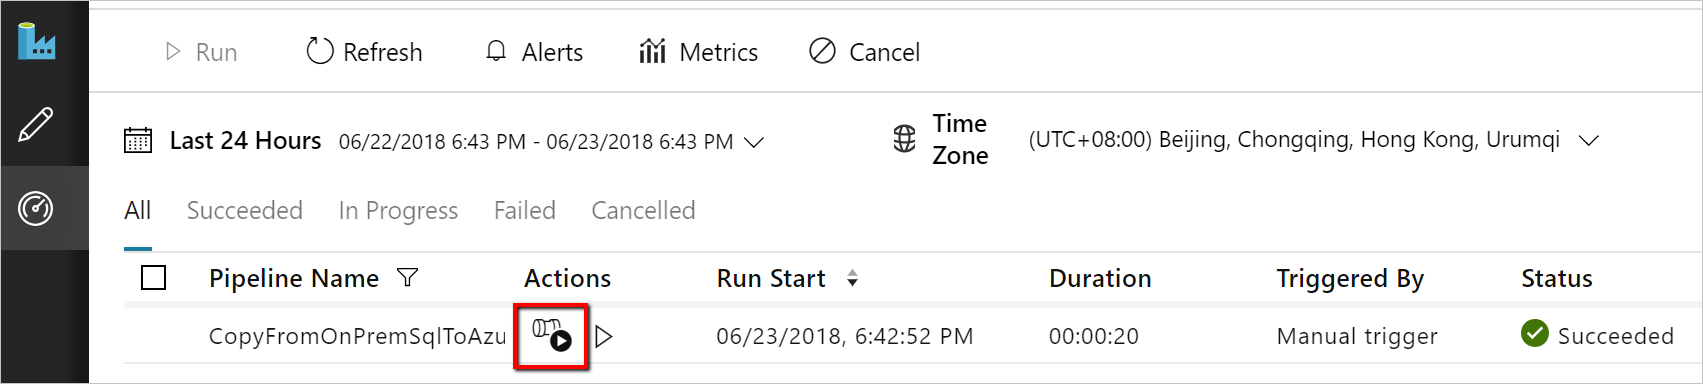 Run Refresh Alerts Metrics Cancel
Last 24 Hours 06/22/2018 6:43 PM - 06/23/2018 6:43 PM Time Zone (UTC+08:00) Beijing, Chongqing, Hong Kong, Urumqi
All Succeeded In Progress Failed Cancelled
Pipeline Name Actions Run Start Duration Triggered By Status
CopyFromOnPremSqlToAzu 06/23/2018, 6:42:52 PM 00:00:20 Manual trigger Succeeded